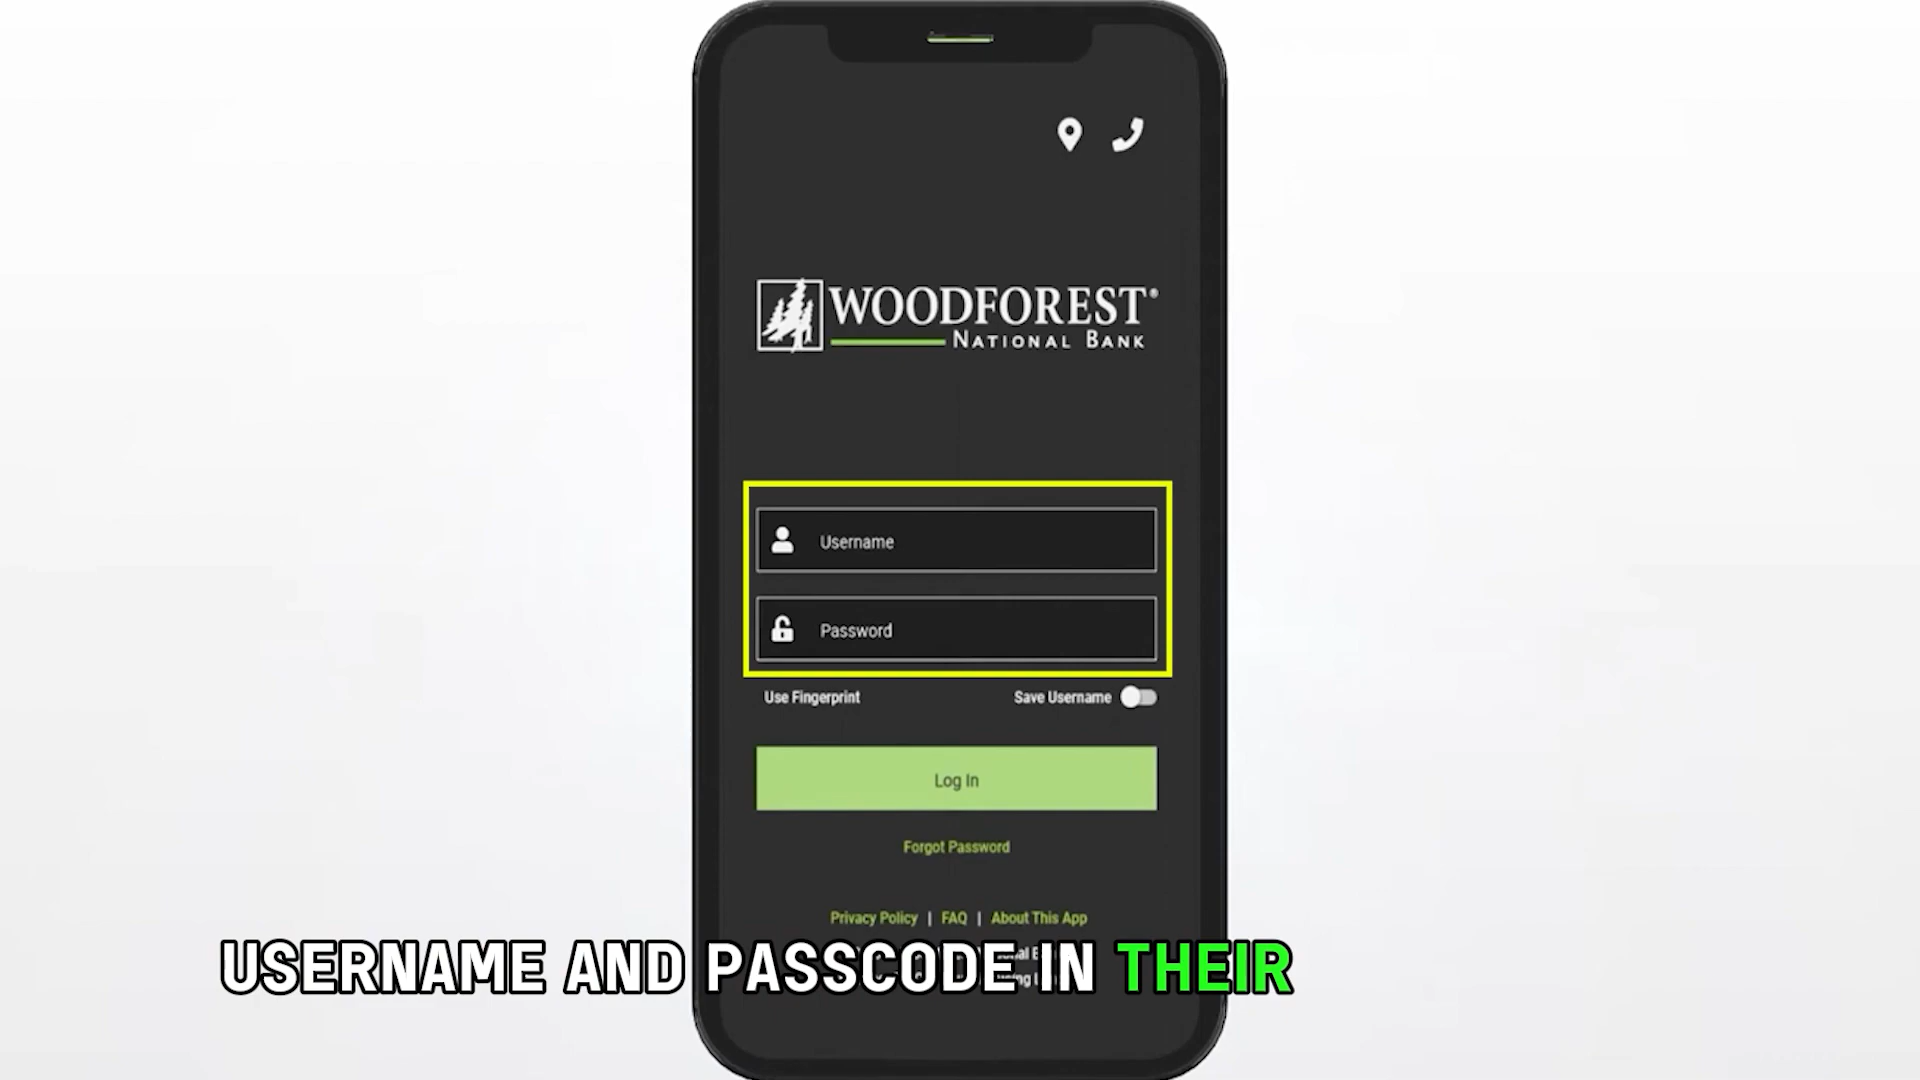 WOODFOREST®
NATIONAL BANK
Username
Password
Use Fingerprint
Save Username
Log In
Forgot Password
Privacy Policy | FAQ | About This App
USERNAME AND PASSCODE IN THEIR